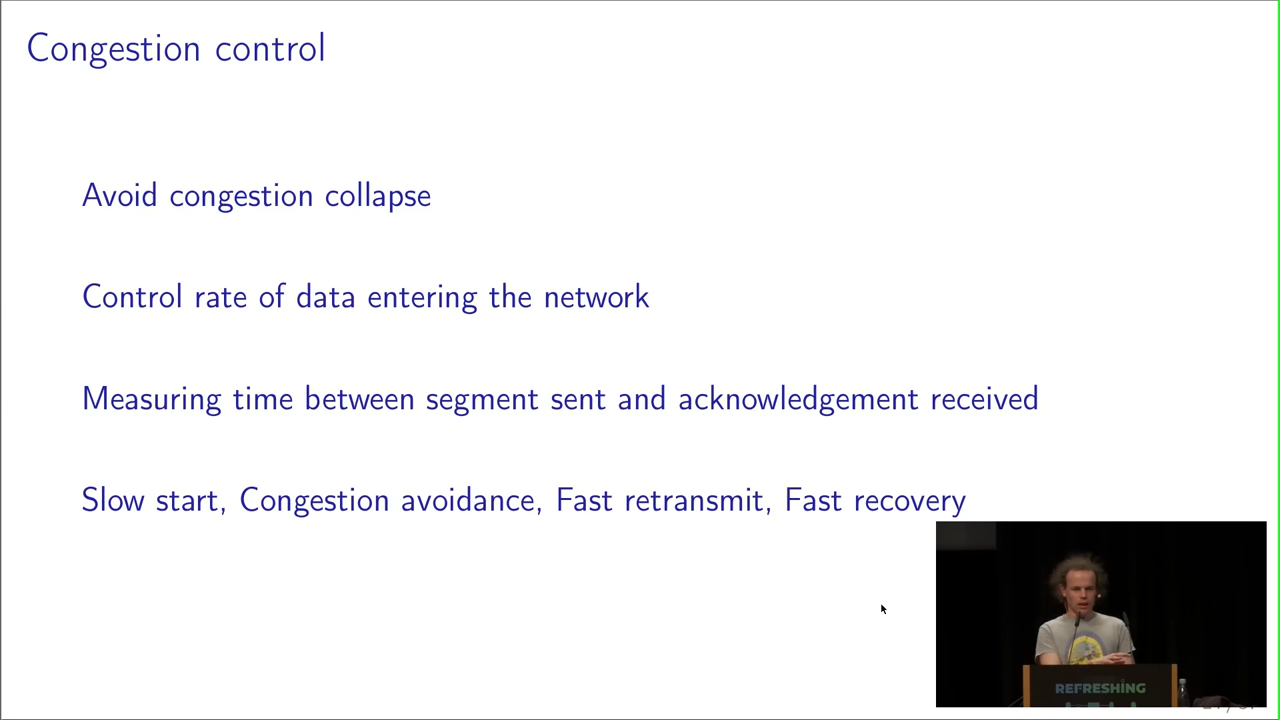 Congestion control
Avoid congestion collapse
Control rate of data entering the network
Measuring time between segment sent and acknowledgement received
Slow start, Congestion avoidance, Fast retransmit, Fast recovery
REFRESHING